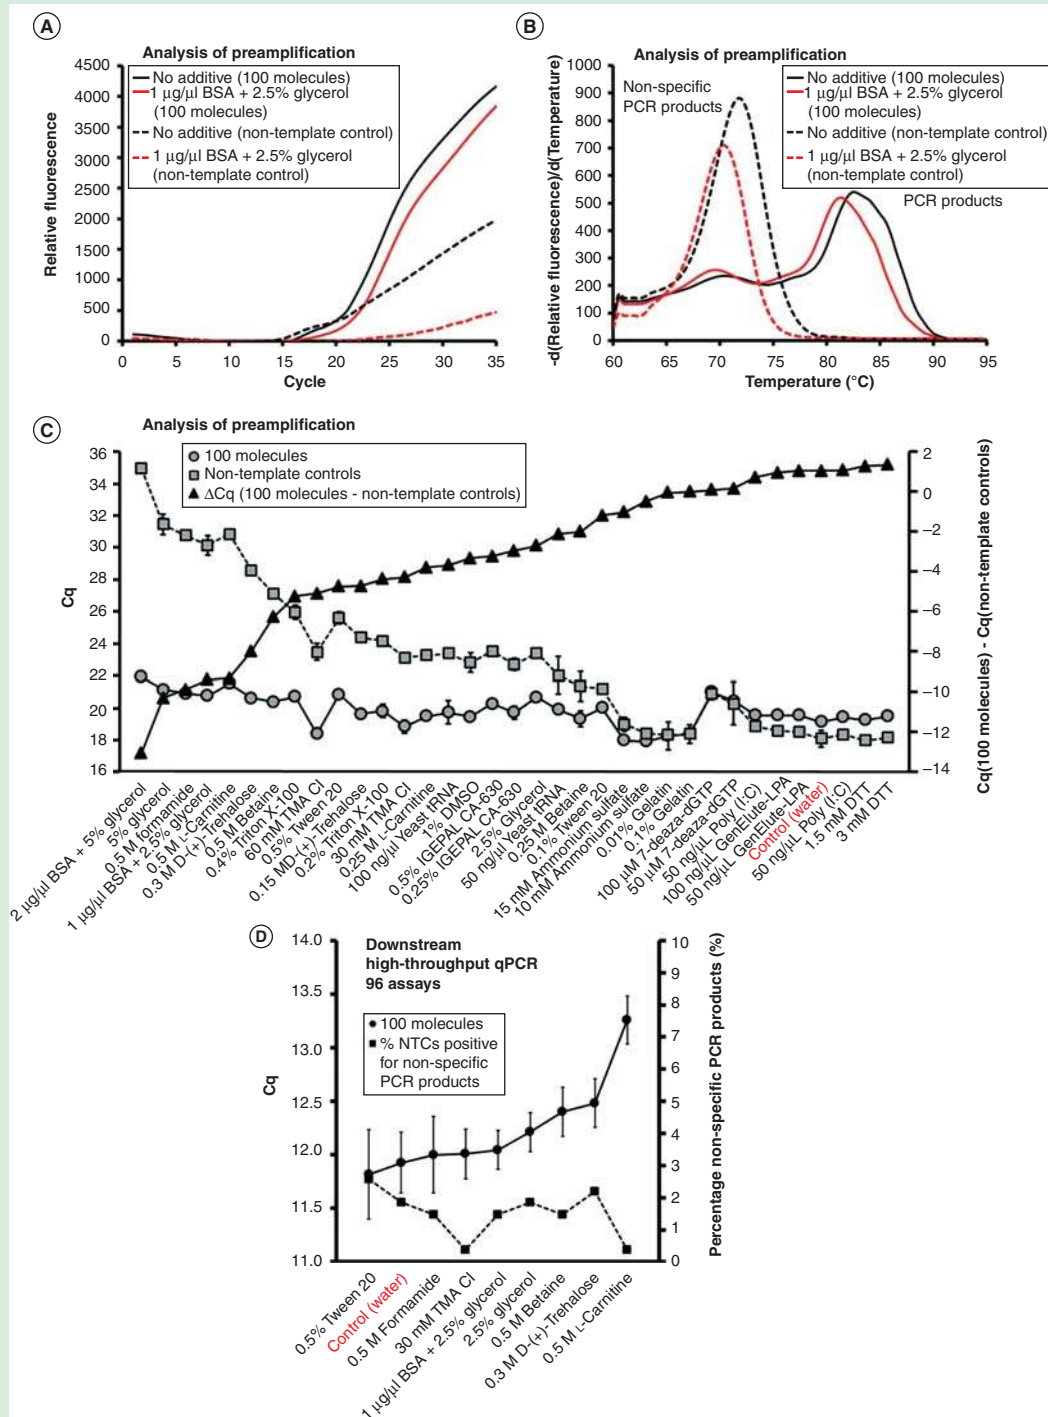 A
Analysis of preamplification
No additive (100 molecules)
1 μg/μl BSA + 2.5% glycerol
(100 molecules)
No additive (non-template control)
1 μg/μl BSA + 2.5% glycerol
(non-template control)
Relative fluorescence
4500
4000
3500
3000
2500
2000
1500
1000
500
0
0 5 10 15 20 25 30 35
Cycle
B
Analysis of preamplification
Non-specific
PCR products
No additive (100 molecules)
1 μg/μl BSA + 2.5% glycerol
(100 molecules)
No additive (non-template control)
1 μg/μl BSA + 2.5% glycerol
(non-template control)
PCR products
-d(Relative fluorescence)/d(Temperature)
1000
900
800
700
600
500
400
300
200
100
0
60 65 70 75 80 85 90 95
Temperature (°C)
C
Analysis of preamplification
100 molecules
Non-template controls
ΔCq (100 molecules - non-template controls)
Cq
36
34
32
30
28
26
24
22
20
18
16
2
0
−2
−4
−6
−8
−10
−12
−14
Cq(100 molecules) - Cq(non-template controls)
2 μg/μl BSA + 5% glycerol
5% glycerol
0.5 M formamide
1 μg/μl BSA + 2.5% glycerol
0.5 M L-Carnitine
0.3 M D-(+)-Trehalose
0.5 M Betaine
0.4% Triton X-100
60 mM TMA Cl
0.5% Tween 20
0.15 MD-(+)-Trehalose
0.2% Triton X-100
30 mM TMA Cl
0.25 M L-Carnitine
100 ng/μl Yeast tRNA
1% DMSO
0.5% IGEPAL CA-630
0.25% IGEPAL CA-630
2.5% Glycerol
50 ng/μl Yeast tRNA
0.25 M Betaine
0.1% Tween 20
15 mM Ammonium sulfate
10 mM Ammonium sulfate
0.01% Gelatin
0.1% Gelatin
100 μM 7-deaza-dGTP
50 μM 7-deaza-dGTP
50 ng/μL Poly (I:C)
100 ng/μL GenElute-LPA
50 ng/μL GenElute-LPA
Control (water)
50 ng/μL Poly (I:C)
1.5 mM DTT
3 mM DTT
D
Downstream
high-throughput qPCR
96 assays
100 molecules
% NTCs positive
for non-specific
PCR products
Cq
14.0
13.5
13.0
12.5
12.0
11.5
11.0
10
9
8
7
6
5
4
3
2
1
0
Percentage non-specific PCR products (%)
0.5% Tween 20
Control (water)
0.5 M Formamide
30 mM TMA Cl
1 μg/μl BSA + 2.5% glycerol
2.5% glycerol
0.5 M Betaine
0.3 M D-(+)-Trehalose
0.5 M L-Carnitine